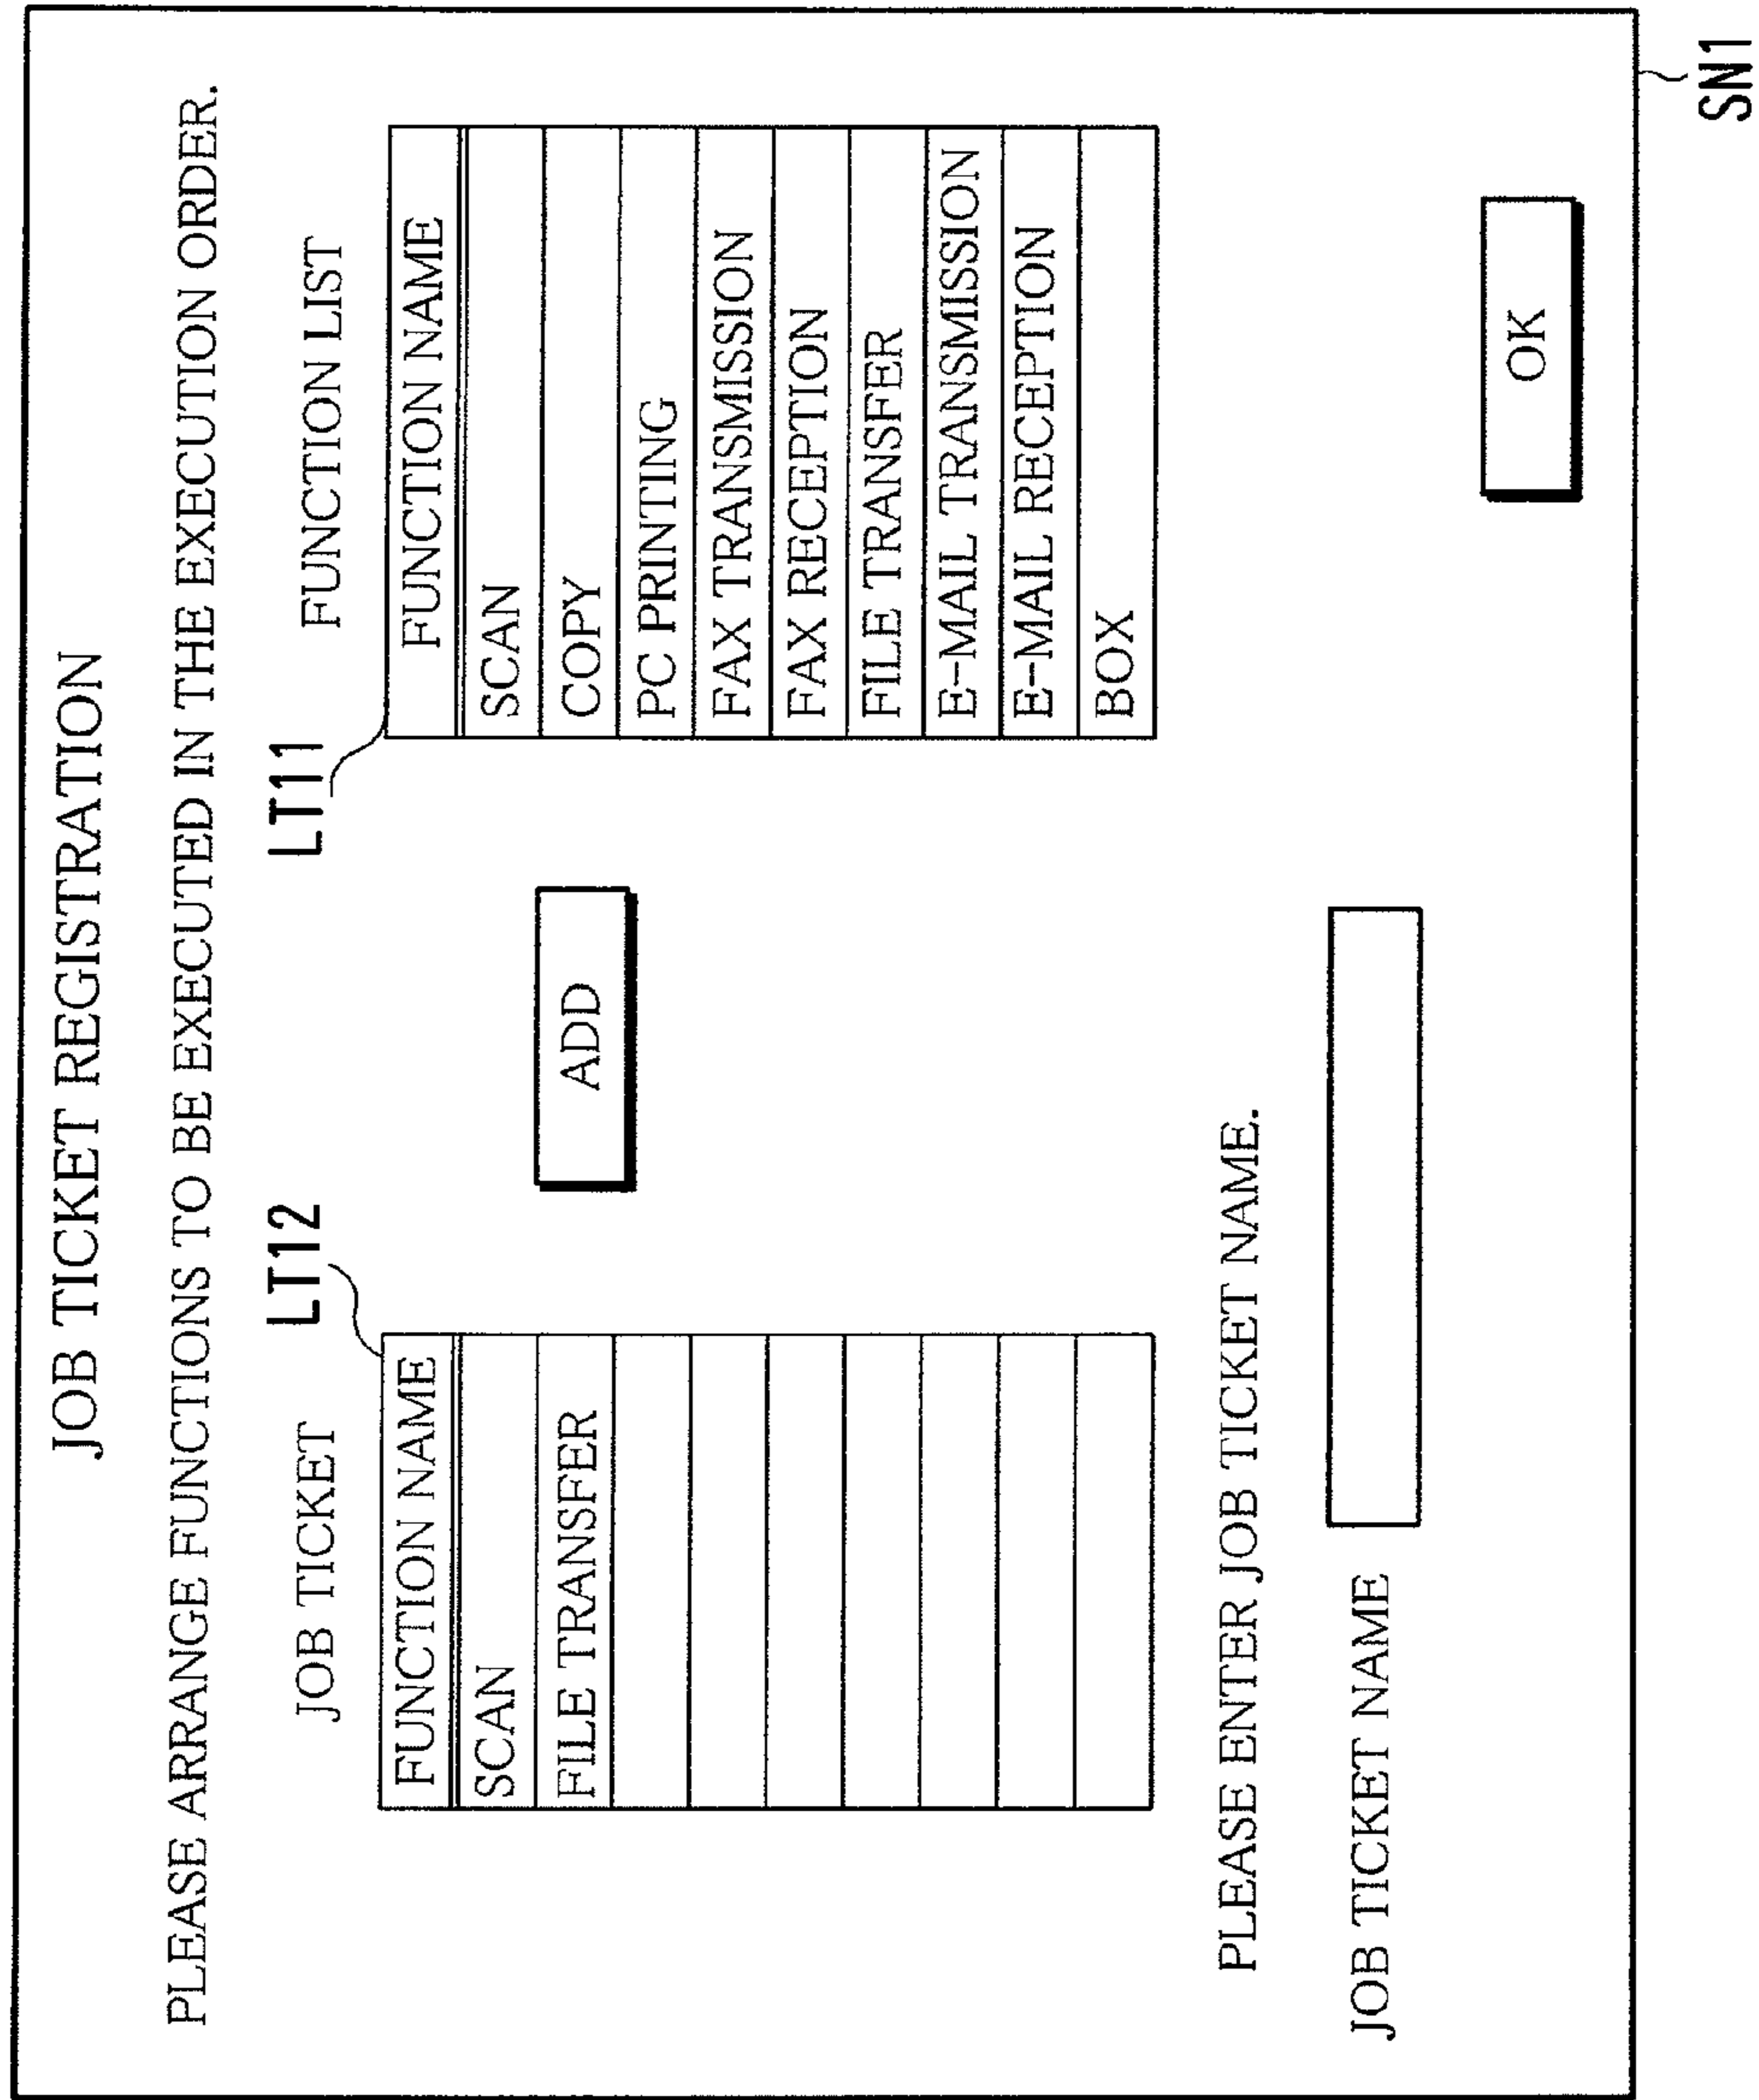 JOB TICKET REGISTRATION
PLEASE ARRANGE FUNCTIONS TO BE EXECUTED IN THE EXECUTION ORDER.
JOB TICKET
LT12
FUNCTION NAME
SCAN
FILE TRANSFER
ADD
LT11
FUNCTION LIST
FUNCTION NAME
SCAN
COPY
PC PRINTING
FAX TRANSMISSION
FAX RECEPTION
FILE TRANSFER
E-MAIL TRANSMISSION
E-MAIL RECEPTION
BOX
PLEASE ENTER JOB TICKET NAME.
JOB TICKET NAME
OK
SN1